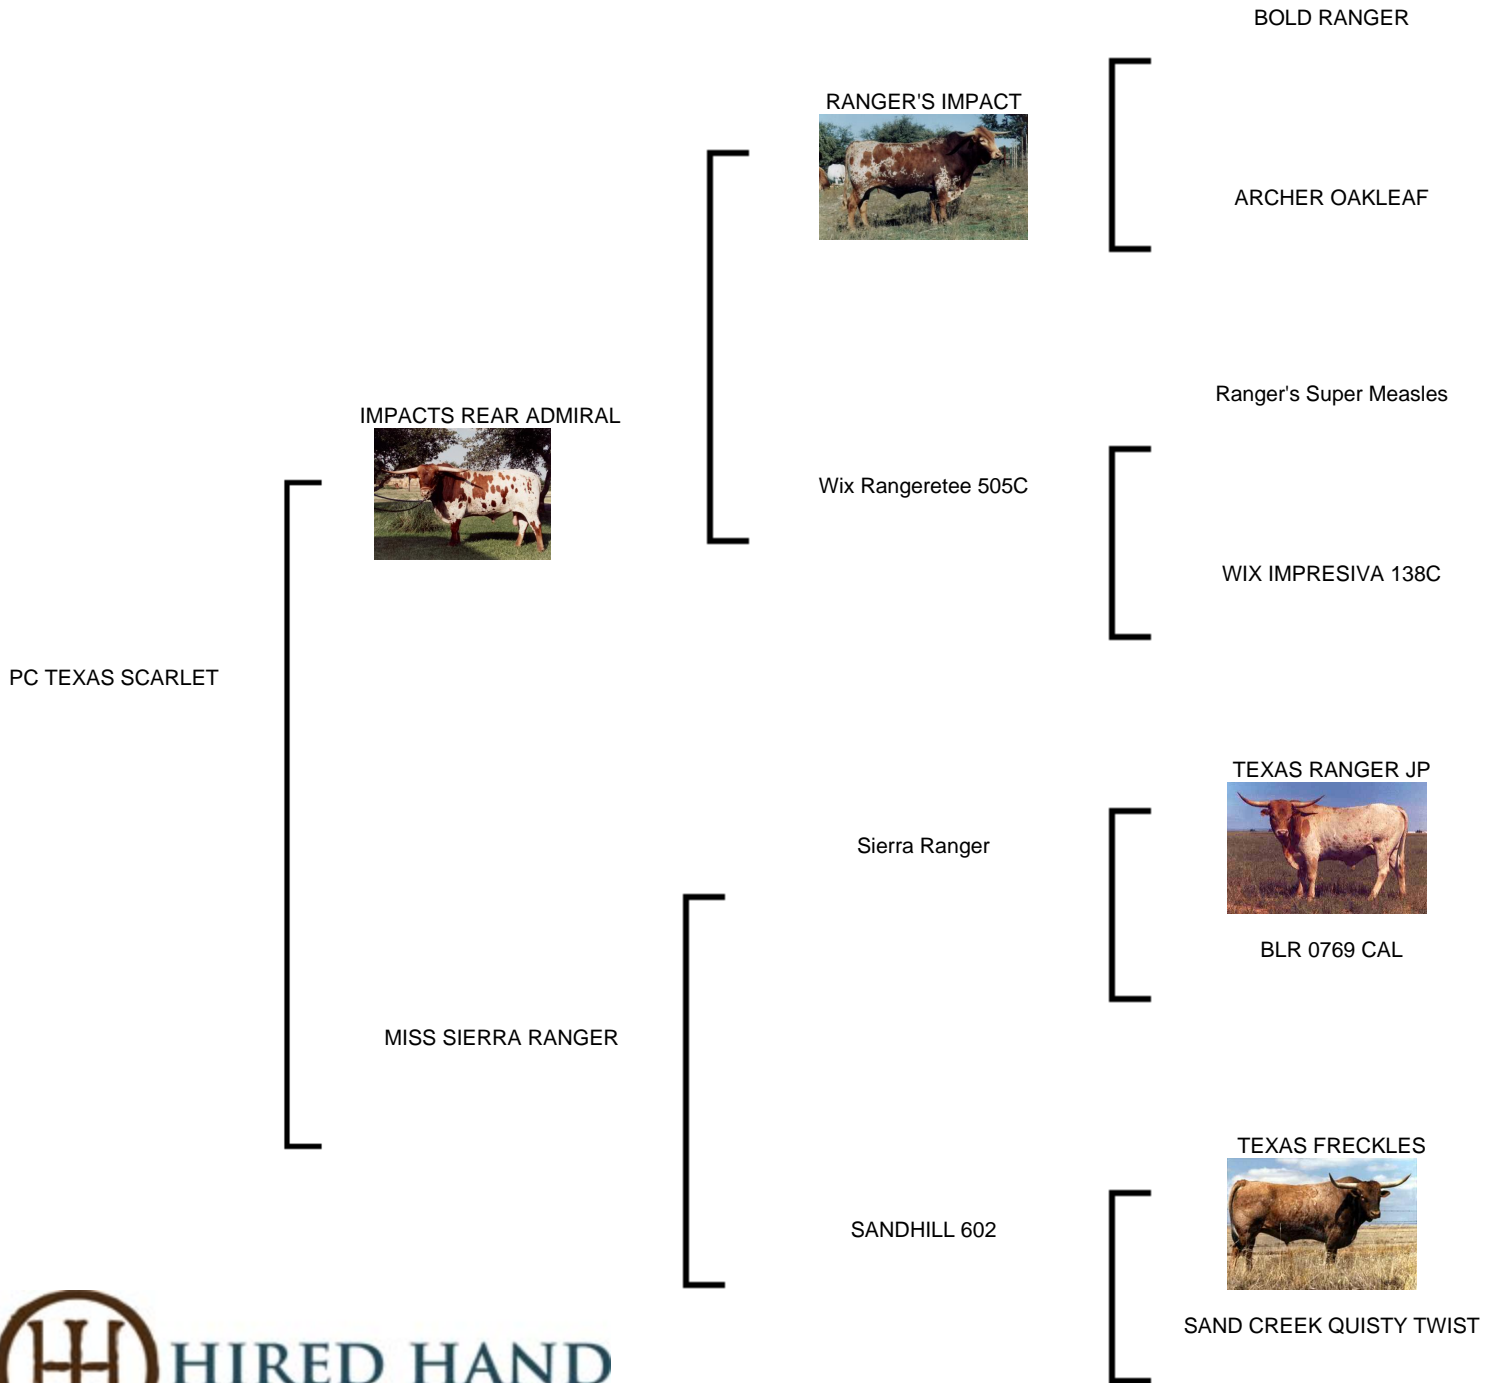 BOLD RANGER
RANGER'S IMPACT
ARCHER OAKLEAF
Ranger's Super Measles
IMPACTS REAR ADMIRAL
Wix Rangeretee 505C
WIX IMPRESIVA 138C
PC TEXAS SCARLET
TEXAS RANGER JP
Sierra Ranger
BLR 0769 CAL
MISS SIERRA RANGER
TEXAS FRECKLES
SANDHILL 602
SAND CREEK QUISTY TWIST
HIRED HAND